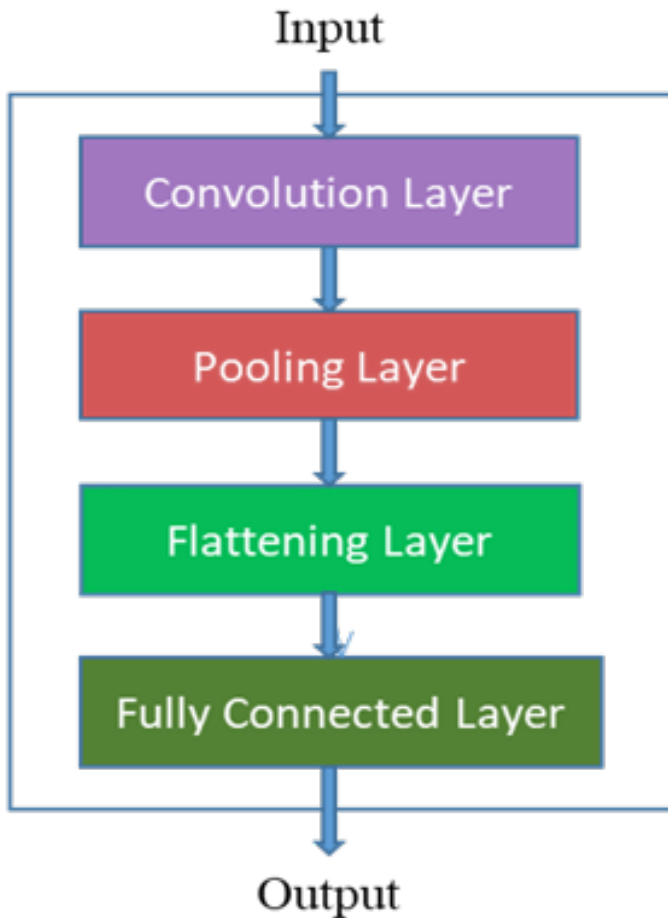 Input
Convolution Layer
Pooling Layer
Flattening Layer
Fully Connected Layer
Output